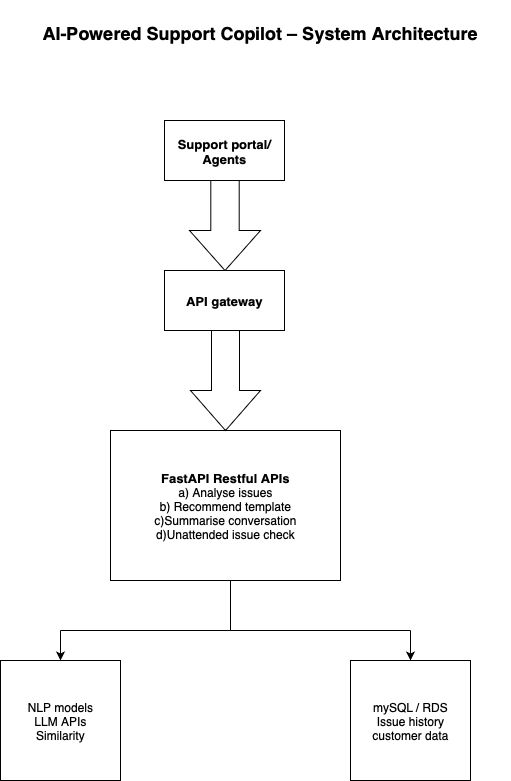 AI-Powered Support Copilot – System Architecture
Support portal/
Agents
API gateway
FastAPI Restful APIs
a) Analyse issues
b) Recommend template
c)Summarise conversation
d)Unattended issue check
NLP models
LLM APIs
Similarity
mySQL / RDS
Issue history
customer data